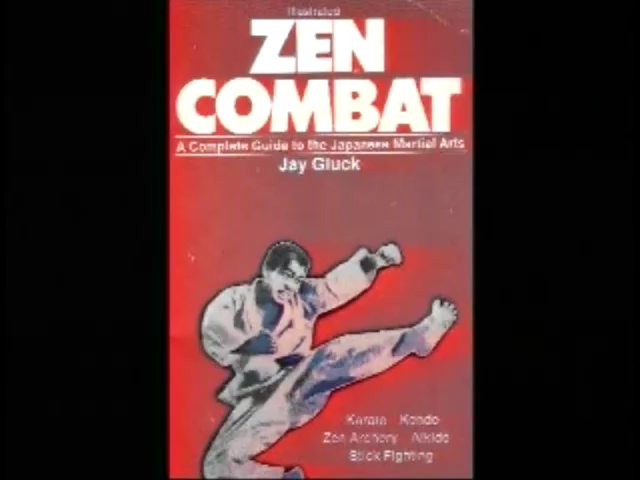 Illustrated
ZEN
COMBAT
A Complete Guide to the Japanese Martial Arts
Jay Gluck
Karate Kendo
Zen Archery Aikido
Stick Fighting